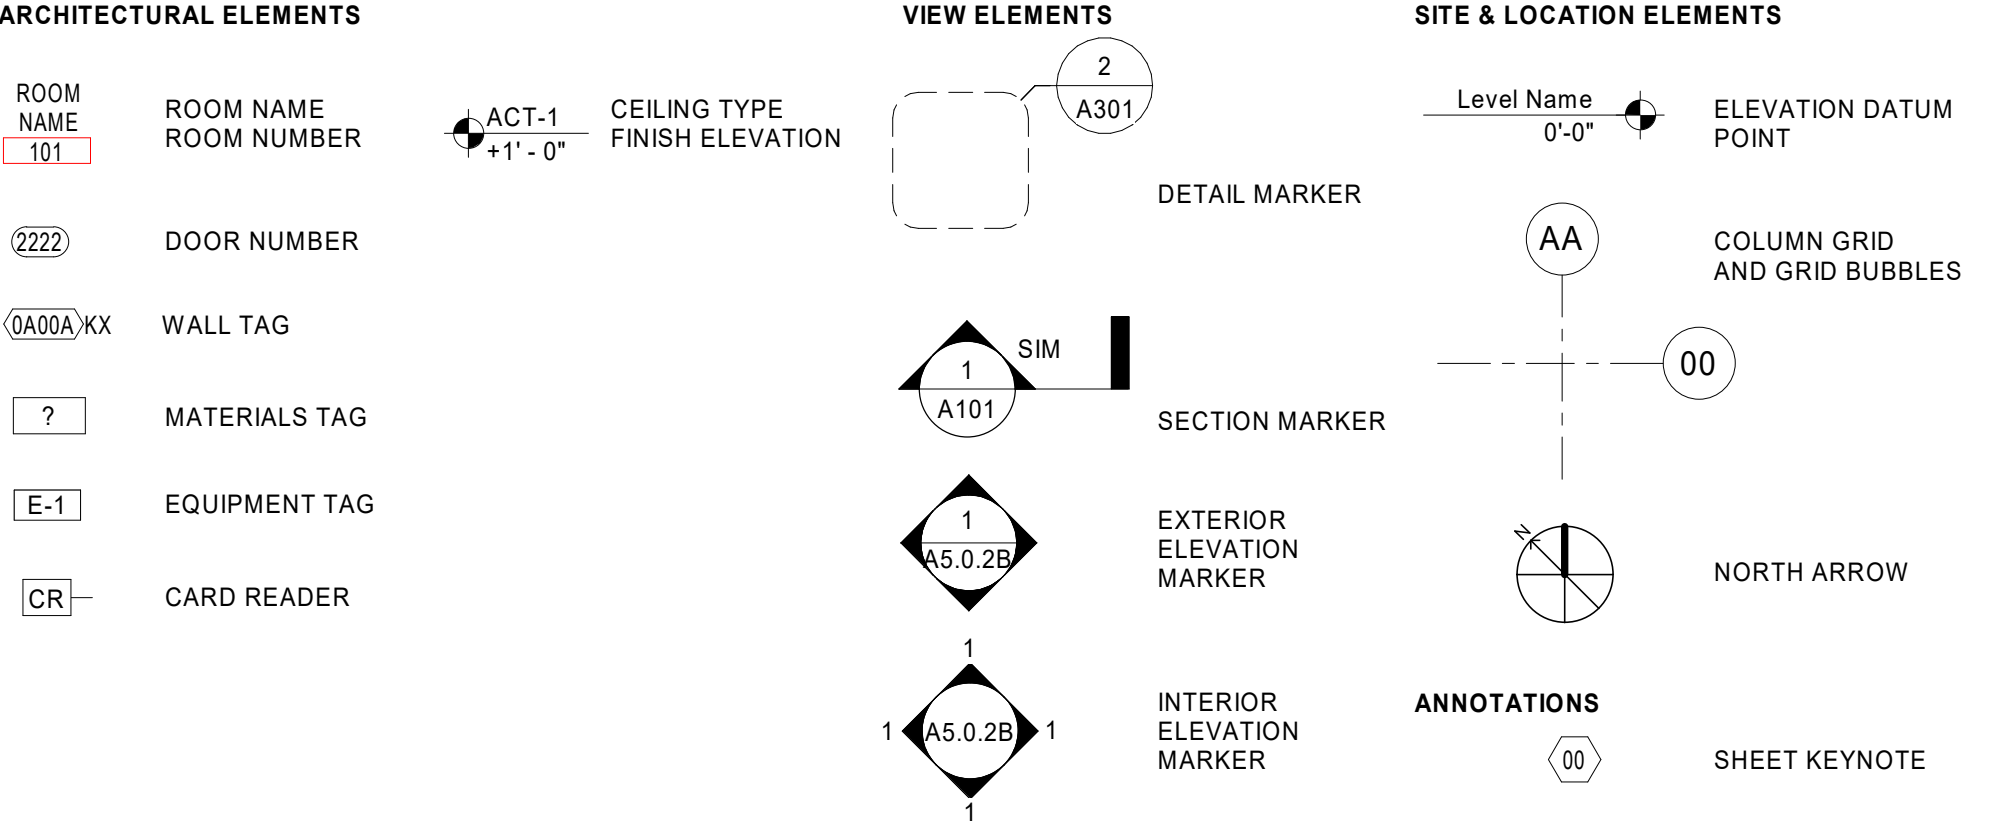 ARCHITECTURAL ELEMENTS
ROOM
NAME
101
ROOM NAME
ROOM NUMBER
ACT-1
+1' - 0"
CEILING TYPE
FINISH ELEVATION
2222
DOOR NUMBER
0A00A KX
WALL TAG
?
MATERIALS TAG
E-1
EQUIPMENT TAG
CR
CARD READER
VIEW ELEMENTS
2
A301
DETAIL MARKER
1
A101
SIM
SECTION MARKER
1
A5.0.2B
EXTERIOR
ELEVATION
MARKER
1
1
A5.0.2B
1
1
INTERIOR
ELEVATION
MARKER
SITE & LOCATION ELEMENTS
Level Name
0'-0"
ELEVATION DATUM
POINT
AA
00
COLUMN GRID
AND GRID BUBBLES
N
NORTH ARROW
ANNOTATIONS
00
SHEET KEYNOTE